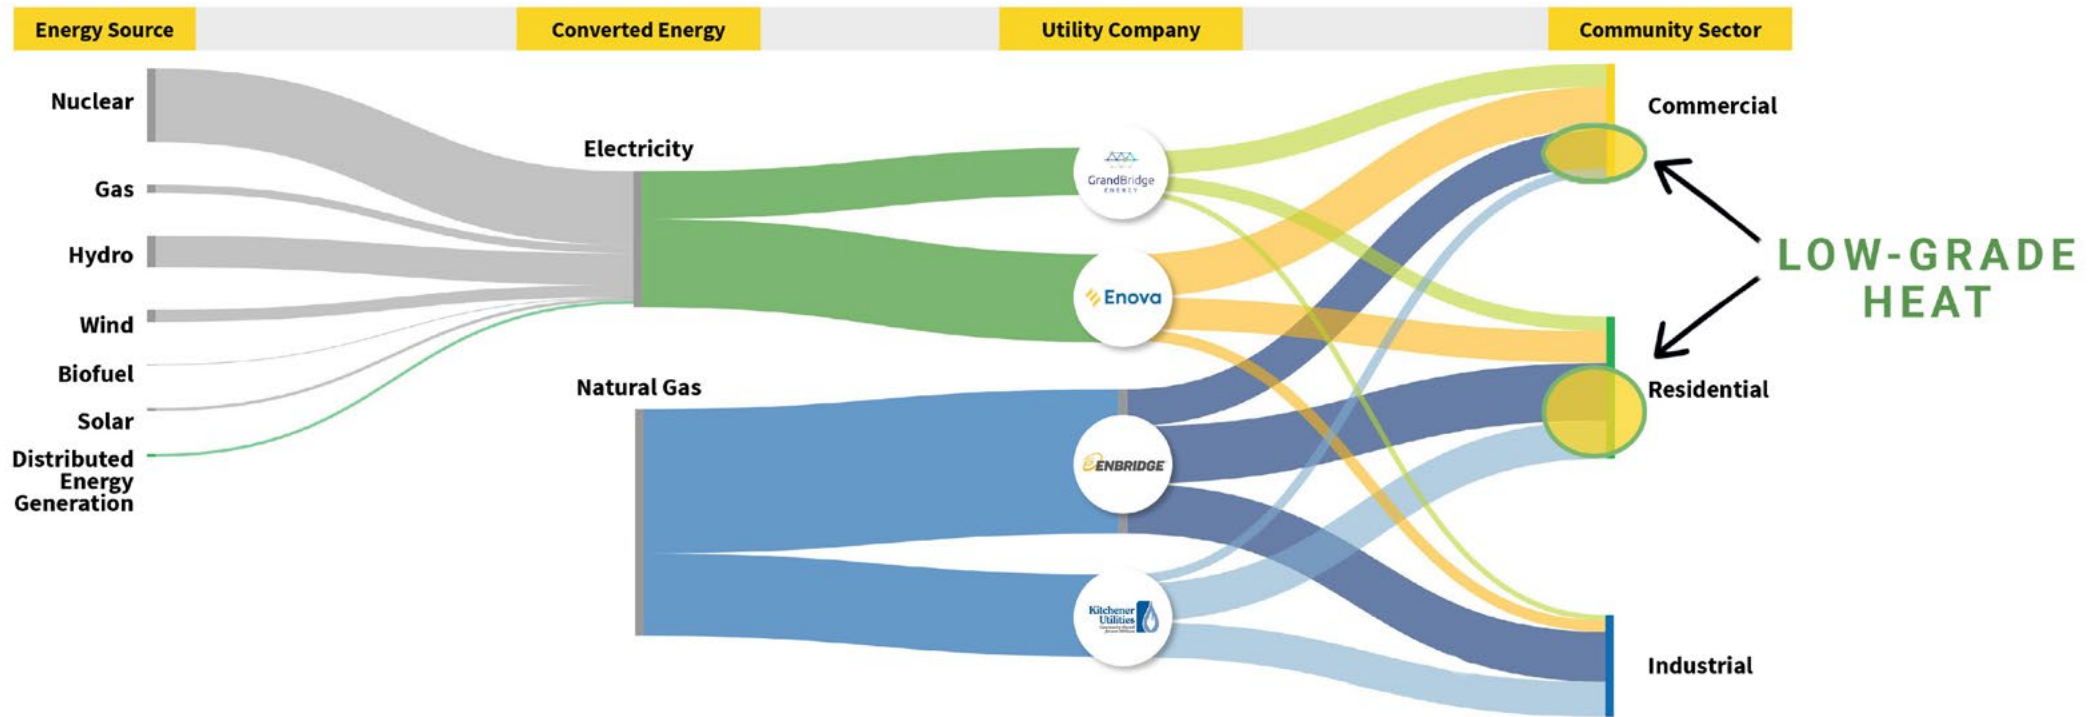 Energy Source
Converted Energy
Utility Company
Community Sector
Nuclear
Gas
Hydro
Wind
Biofuel
Solar
Distributed
Energy
Generation
Electricity
Natural Gas
GrandBridge
ENERGY
Enova
ENBRIDGE
Kitchener
Utilities
Commercial
Residential
Industrial
LOW-GRADE
HEAT